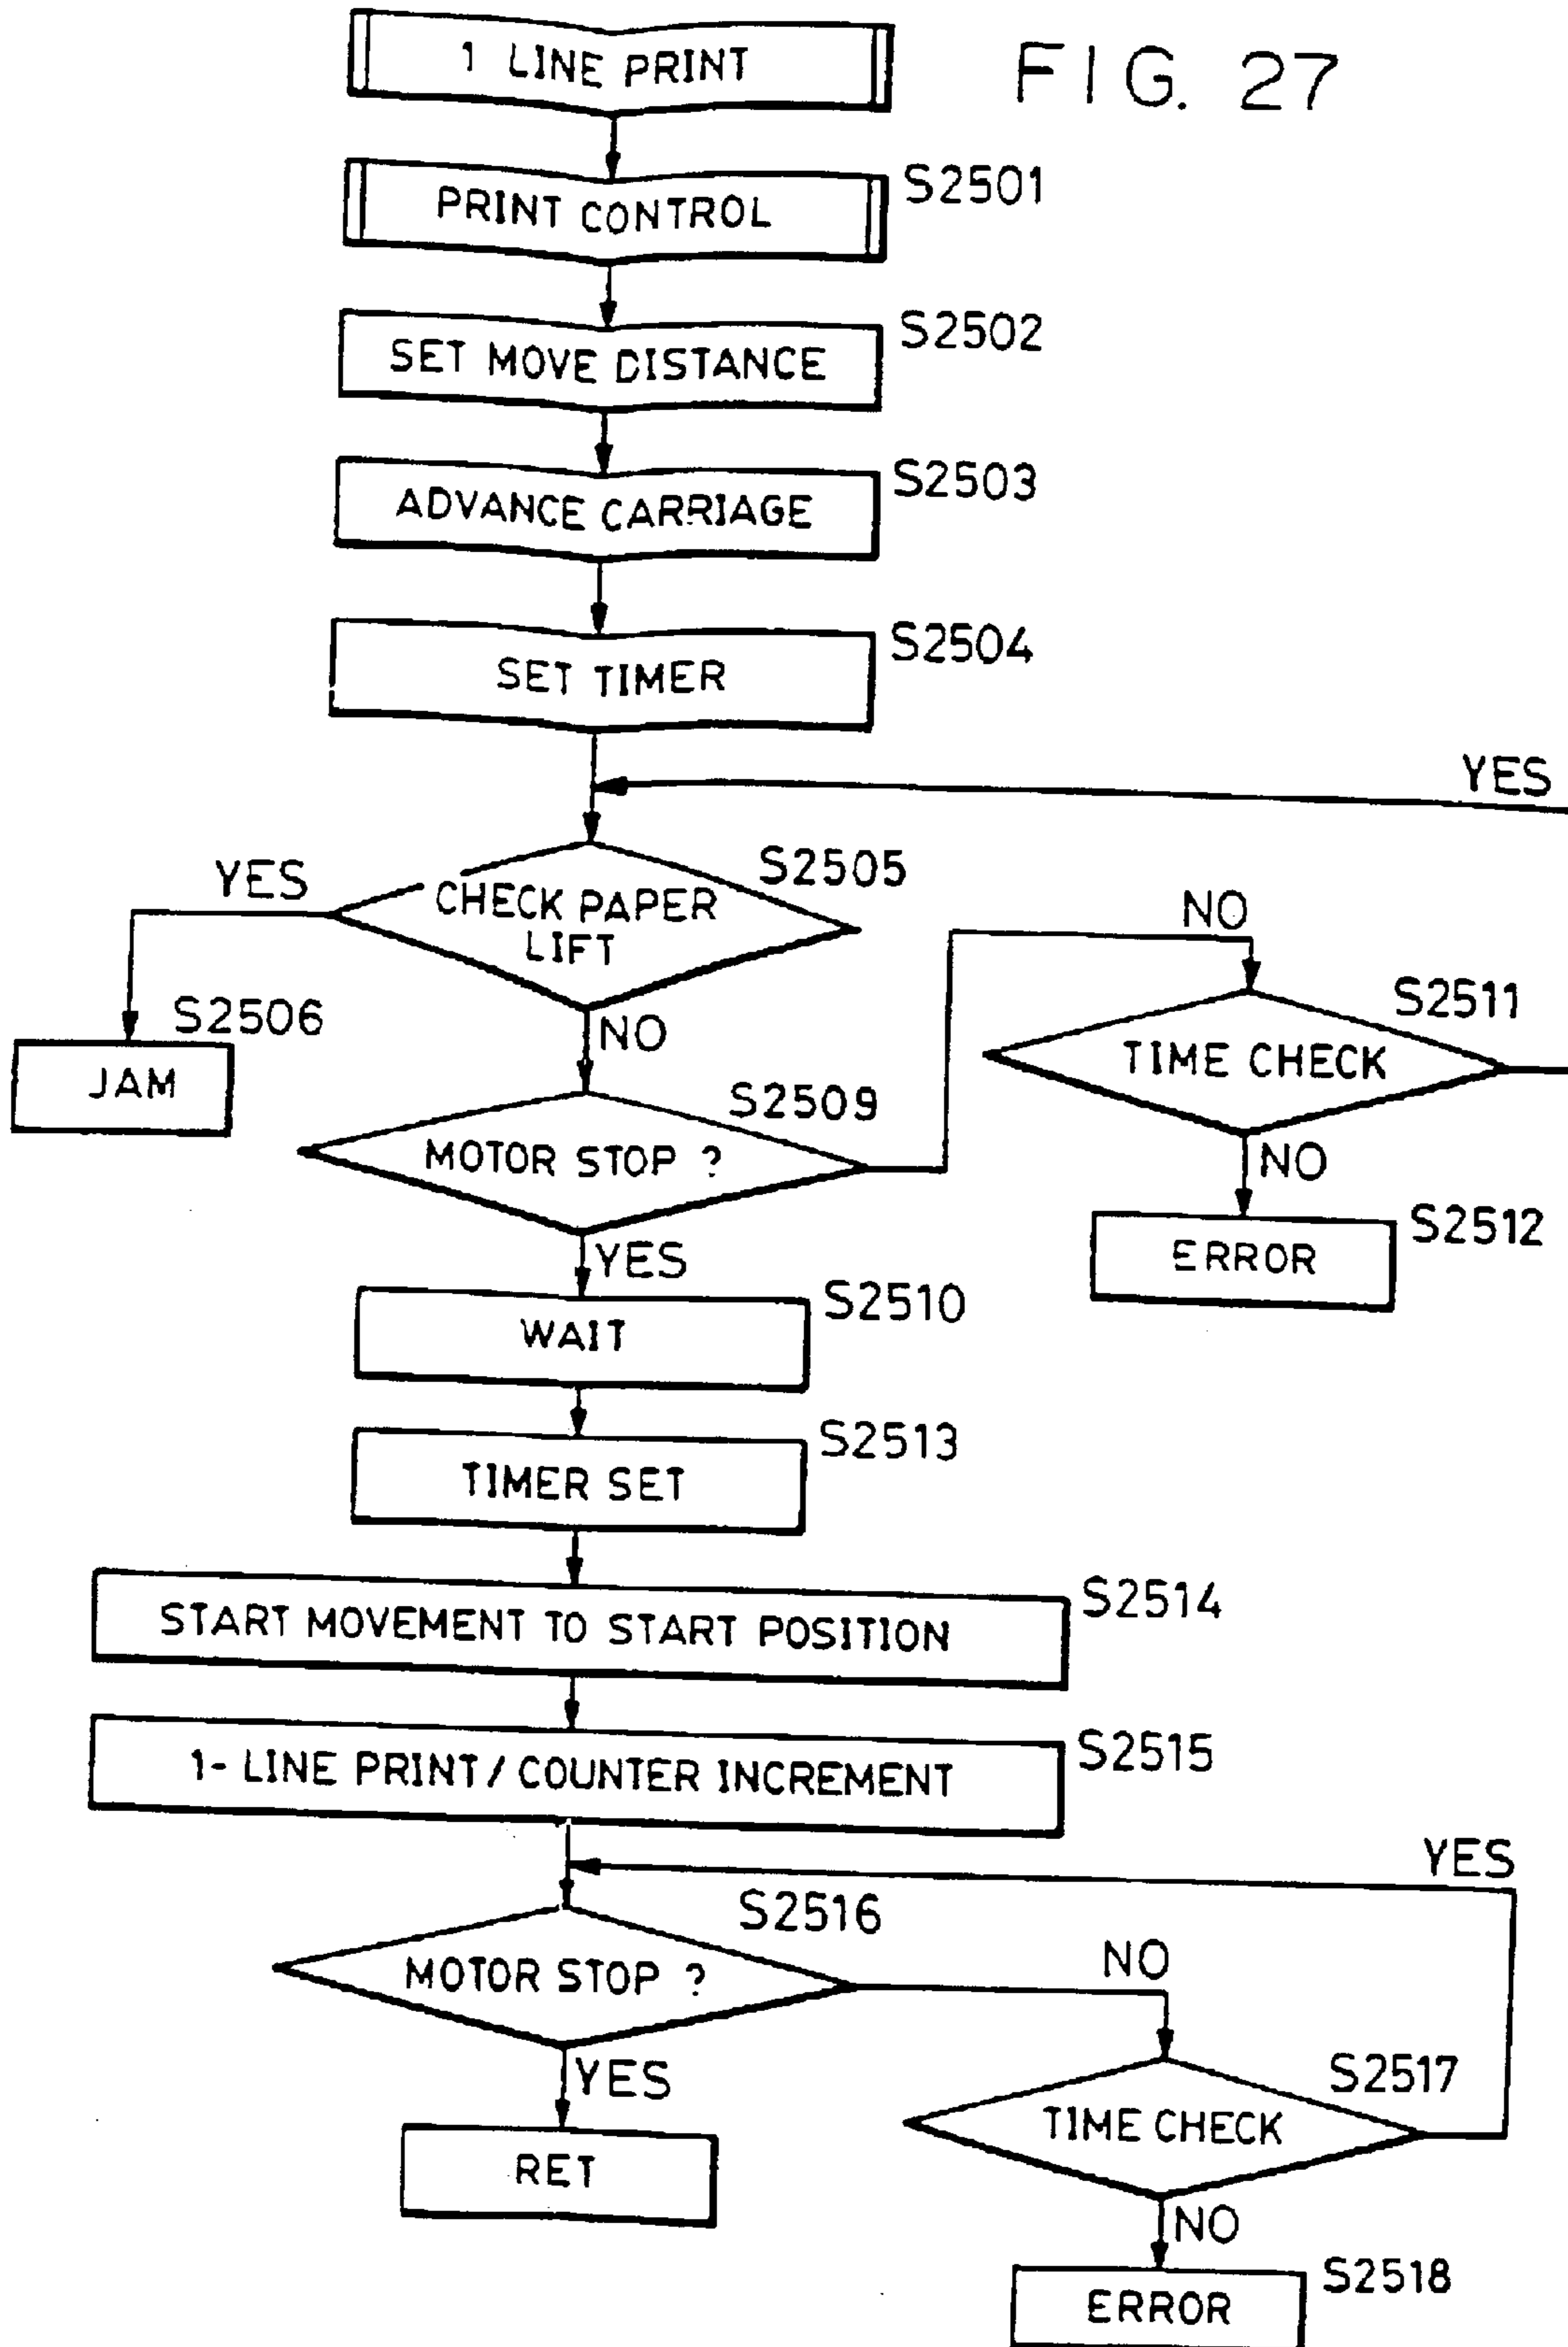 FIG. 27
1 LINE PRINT
PRINT CONTROL
S2501
SET MOVE DISTANCE
S2502
ADVANCE CARRIAGE
S2503
SET TIMER
S2504
YES
CHECK PAPER
LIFT
S2505
YES
JAM
S2506
NO
MOTOR STOP ?
S2509
NO
TIME CHECK
S2511
NO
ERROR
S2512
YES
WAIT
S2510
TIMER SET
S2513
START MOVEMENT TO START POSITION
S2514
1- LINE PRINT / COUNTER INCREMENT
S2515
YES
MOTOR STOP ?
S2516
NO
TIME CHECK
S2517
YES
RET
NO
ERROR
S2518